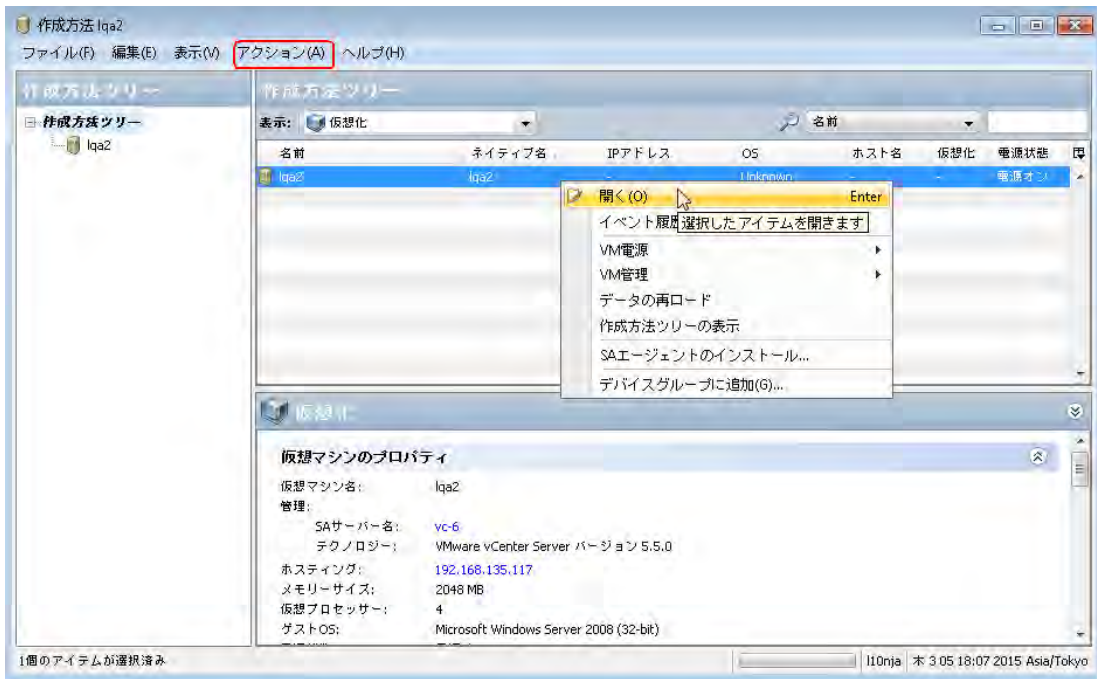 作成方法 lqa2
ファイル(F) 編集(E) 表示(V) アクション(A) ヘルプ(H)
作成方法ツリー
作成方法ツリー
lqa2
作成方法ツリー
表示: 仮想化 名前
名前 ネイティブ名 IPアドレス OS ホスト名 仮想化 電源状態
lqa2 lqa2 - Unknown - - 電源オン
開く(O) Enter
イベント履歴
選択したアイテムを開きます
VM電源
VM管理
データの再ロード
作成方法ツリーの表示
SAエージェントのインストール...
デバイスグループに追加(G)...
仮想化
仮想マシンのプロパティ
仮想マシン名: lqa2
管理:
SAサーバー名: vc-6
テクノロジー: VMware vCenter Server バージョン 5.5.0
ホスティング: 192.168.135.117
メモリーサイズ: 2048 MB
仮想プロセッサー: 4
ゲストOS: Microsoft Windows Server 2008 (32-bit)
1個のアイテムが選択済み l10nja 木 3 05 18:07 2015 Asia/Tokyo